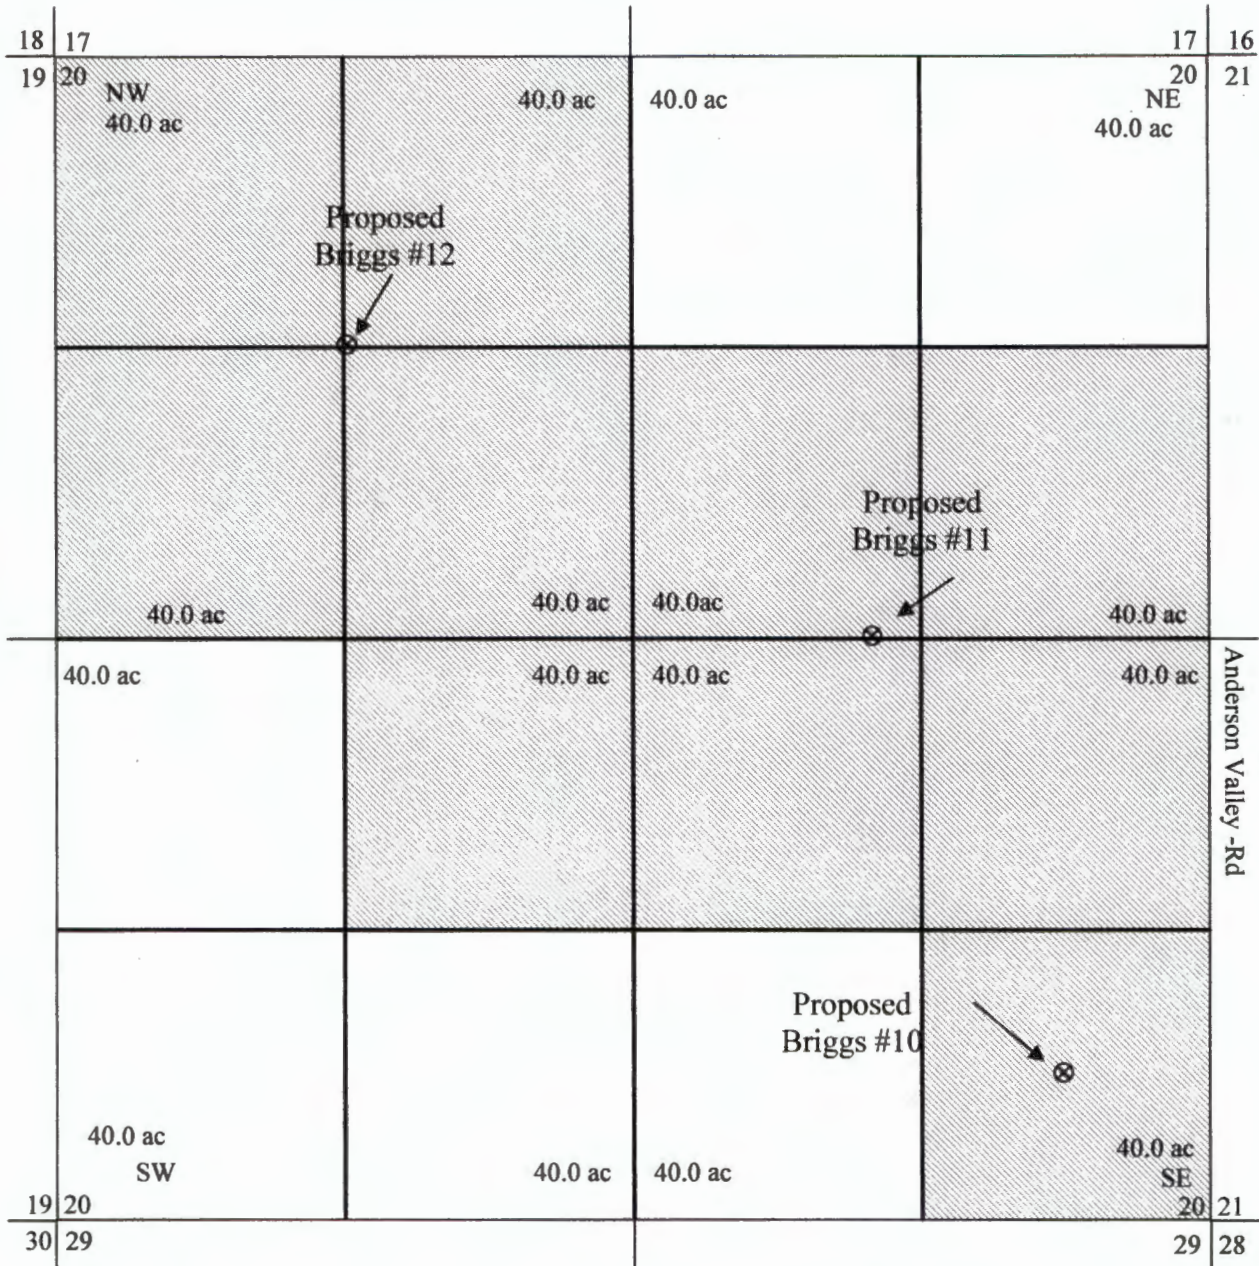 18 17
17 16
19 20
20 21
NW
40.0 ac
40.0 ac
40.0 ac
NE
40.0 ac
Proposed
Briggs #12
Proposed
Briggs #11
40.0 ac
40.0 ac
40.0ac
40.0 ac
40.0 ac
40.0 ac
40.0 ac
40.0 ac
Anderson Valley -Rd
Proposed
Briggs #10
40.0 ac
SW
40.0 ac
40.0 ac
40.0 ac
SE
19 20
20 21
30 29
29 28